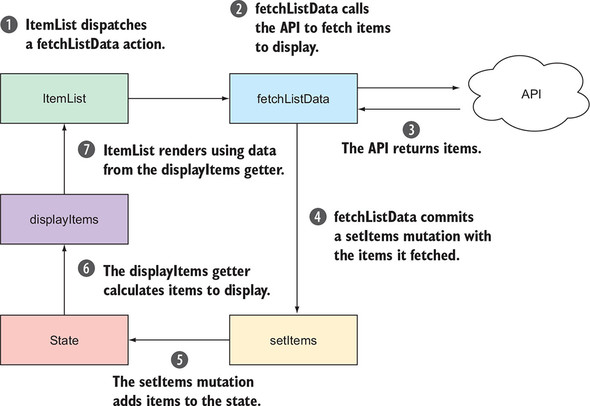 1 ItemList dispatches
a fetchListData action.
2 fetchListData calls
the API to fetch items
to display.
ItemList
fetchListData
API
3
The API returns items.
7 ItemList renders using data
from the displayItems getter.
displayItems
4 fetchListData commits
a setItems mutation with
the items it fetched.
6 The displayItems getter
calculates items to display.
State
setItems
5
The setItems mutation
adds items to the state.